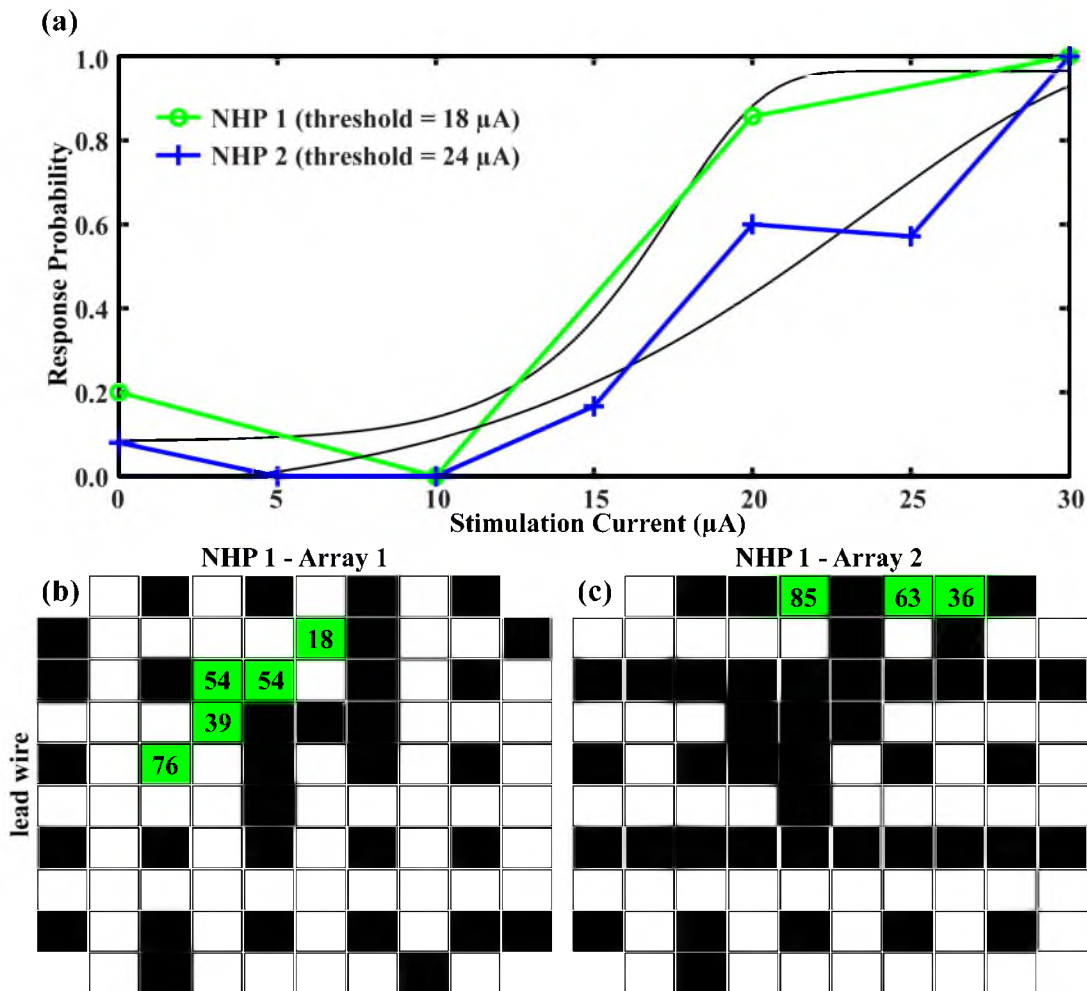 (a)
1.0
0.8
0.6
0.4
0.2
0.0
Response Probability
NHP 1 (threshold = 18 µA)
NHP 2 (threshold = 24 µA)
0 5 10 15 20 25 30
Stimulation Current (µA)
NHP 1 - Array 1
(b)
18
54 54
39
76
lead wire
NHP 1 - Array 2
(c)
85 63 36